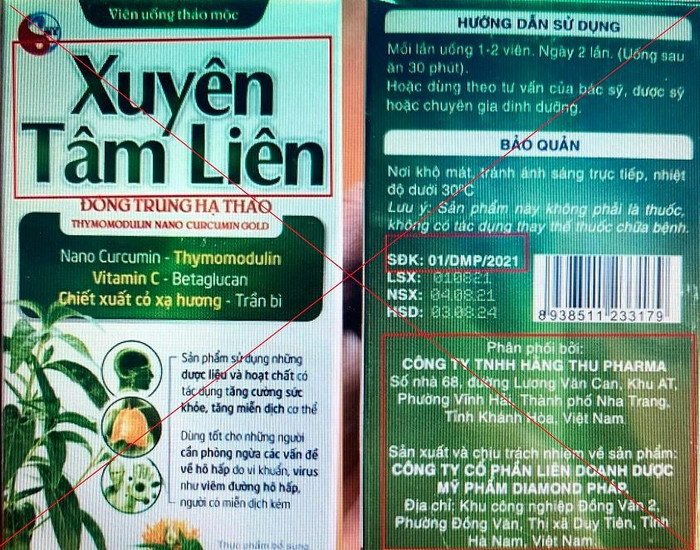 Viên uống thảo mộc
Xuyên
Tâm Liên
ĐÔNG TRÙNG HẠ THẢO
THYMOMODULIN NANO CURCUMIN GOLD
Nano Curcumin - Thymomodulin
Vitamin C - Betaglucan
Chiết xuất cỏ xạ hương - Trần bì
Sản phẩm sử dụng những
dược liệu và hoạt chất có
tác dụng tăng cường sức
khỏe, tăng miễn dịch cơ thể
Dùng tốt cho những người
cần phòng ngừa các vấn đề
về hô hấp do vi khuẩn, virus
như viêm đường hô hấp,
người có miễn dịch kém
Thực phẩm bổ sung
HƯỚNG DẪN SỬ DỤNG
Mỗi lần uống 1-2 viên. Ngày 2 lần. (Uống sau
ăn 30 phút).
Hoặc dùng theo tư vấn của bác sỹ, dược sỹ
hoặc chuyên gia dinh dưỡng.
BẢO QUẢN
Nơi khô mát, tránh ánh sáng trực tiếp, nhiệt
độ dưới 30°C
Lưu ý: Sản phẩm này không phải là thuốc,
không có tác dụng thay thế thuốc chữa bệnh.
SĐK: 01/DMP/2021
LSX: 010821
NSX: 04.08.21
HSD: 03.08.24
8 938511 233179
Phân phối bởi:
CÔNG TY TNHH HẰNG THU PHARMA
Số nhà 68, đường Lương Văn Can, Khu AT,
Phường Vĩnh Hải, Thành phố Nha Trang,
Tỉnh Khánh Hòa, Việt Nam.
Sản xuất và chịu trách nhiệm về sản phẩm:
CÔNG TY CỔ PHẦN LIÊN DOANH DƯỢC
MỸ PHẨM DIAMOND PHÁP
Địa chỉ: Khu công nghiệp Đồng Văn 2,
Phường Đồng Văn, Thị xã Duy Tiên, Tỉnh
Hà Nam, Việt Nam.